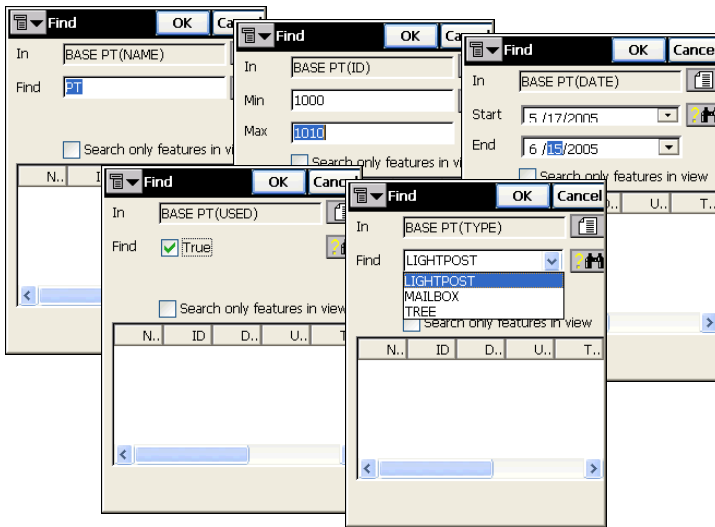 Find OK Ca
In BASE PT(NAME)
Find PT
Search only features in view
N..
Find OK Cancel
In BASE PT(ID)
Min 1000
Max 1010
Search only features in vi
Find OK Cance
In BASE PT(DATE)
Start 5 /17/2005
End 6 /15/2005
Search only features in view
U.. T..
Find OK Canc
In BASE PT(USED)
Find True
Search only features in view
N.. ID D.. U..
Find OK Cancel
In BASE PT(TYPE)
Find LIGHTPOST
LIGHTPOST
MAILBOX
TREE
Search only features in view
N.. ID D.. U.. T..